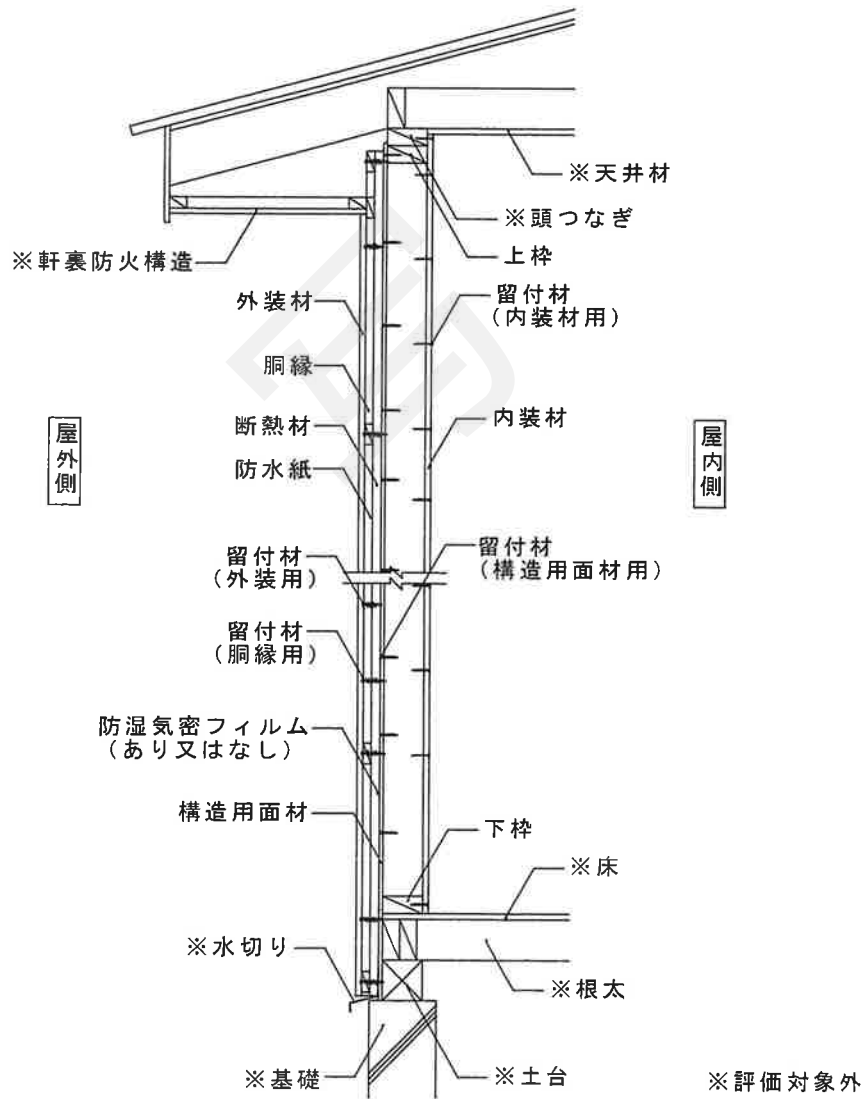 ※天井材
※頭つなぎ
上枠
※軒裏防火構造
外装材
留付材
(内装材用)
胴縁
内装材
断熱材
防水紙
屋外側
屋内側
留付材
(外装用)
留付材
(構造用面材用)
留付材
(胴縁用)
防湿気密フィルム
(あり又はなし)
構造用面材
下枠
※床
※水切り
※根太
※基礎
※土台
※評価対象外
写